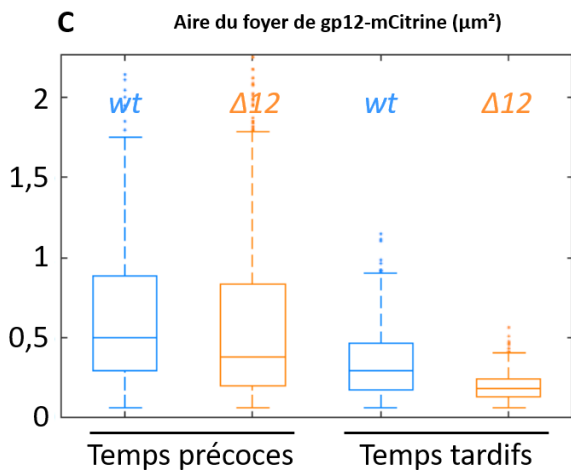 C Aire du foyer de gp12-mCitrine (µm²)
2
1,5
1
0,5
0
wt Δ12 wt Δ12
Temps précoces Temps tardifs